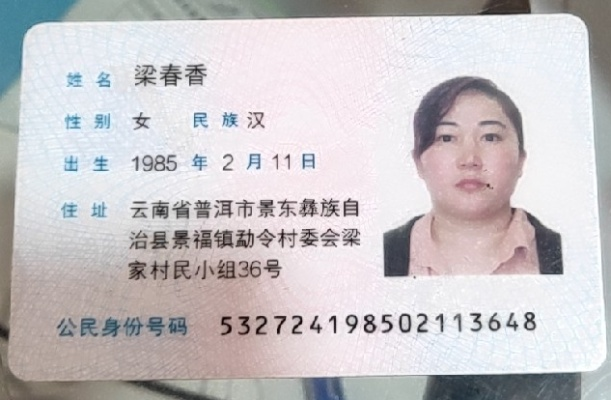 姓名 梁春香
性别 女 民族 汉
出生 1985 年 2 月 11 日
住址 云南省普洱市景东彝族自
治县景福镇勐令村委会梁
家村民小组36号
公民身份号码 532724198502113648